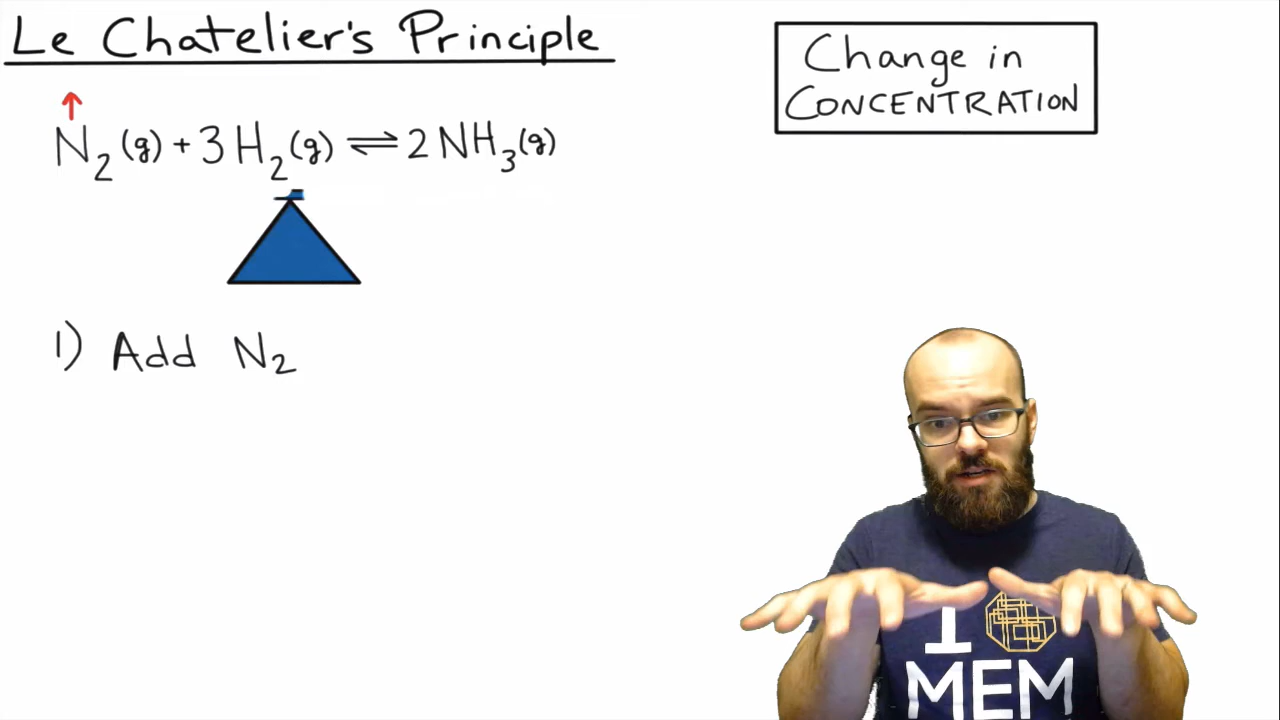 Le Chatelier's Principle
Change in
CONCENTRATION
↑
N₂(g) + 3H₂(g) ⇌ 2NH₃(g)
1) Add N₂
I
MEM